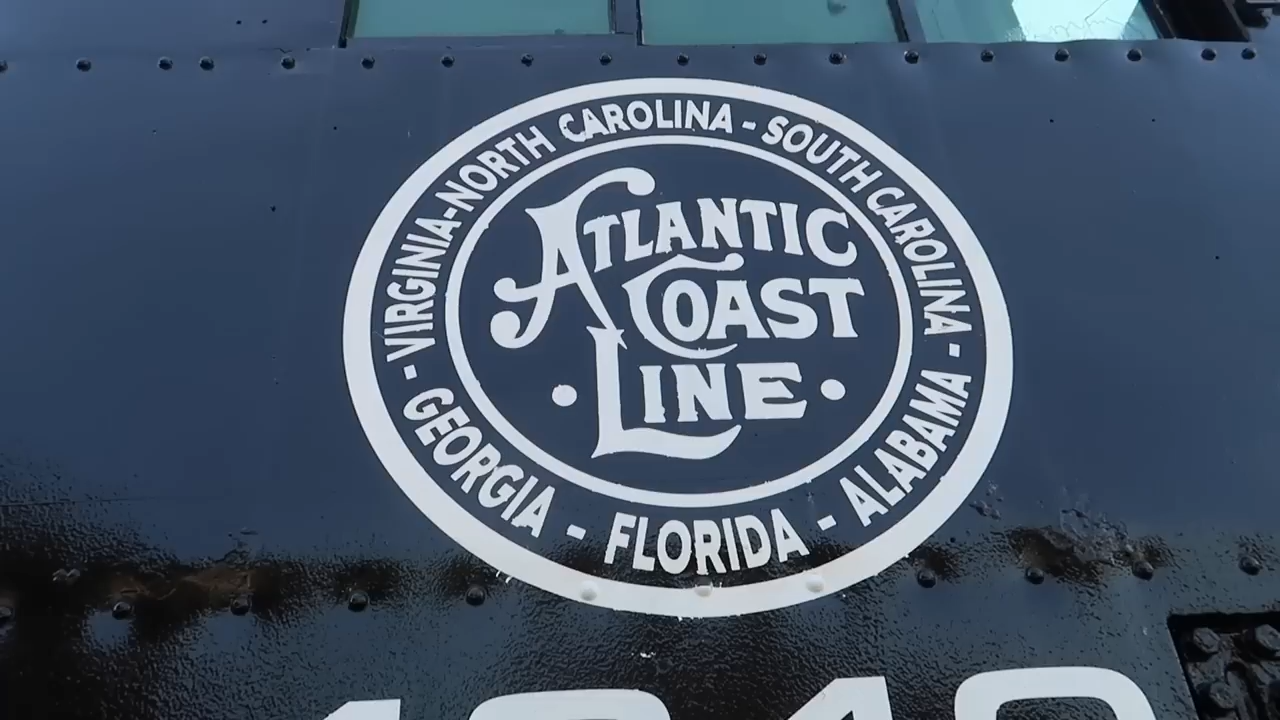 VIRGINIA-NORTH CAROLINA - SOUTH CAROLINA -
ALABAMA - FLORIDA - GEORGIA -
ATLANTIC
COAST
LINE